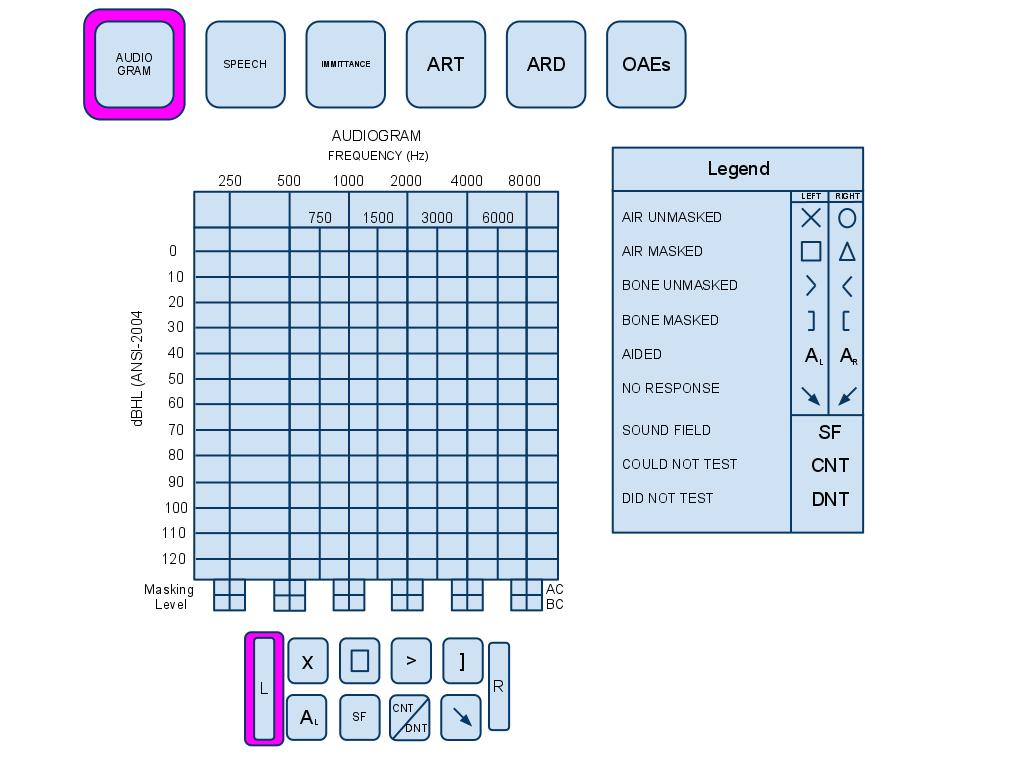 AUDIO
GRAM
SPEECH
IMMITTANCE
ART
ARD
OAEs
AUDIOGRAM
FREQUENCY (Hz)
250 500 1000 2000 4000 8000
750 1500 3000 6000
0
10
20
30
40
50
60
70
80
90
100
110
120
dBHL (ANSI-2004
Masking
Level
AC
BC
Legend
LEFT RIGHT
AIR UNMASKED
AIR MASKED
BONE UNMASKED >  <
BONE MASKED ] [
AIDED AL AR
NO RESPONSE
SOUND FIELD SF
COULD NOT TEST CNT
DID NOT TEST DNT
L
X
>
]
R
AL
SF
CNT
DNT